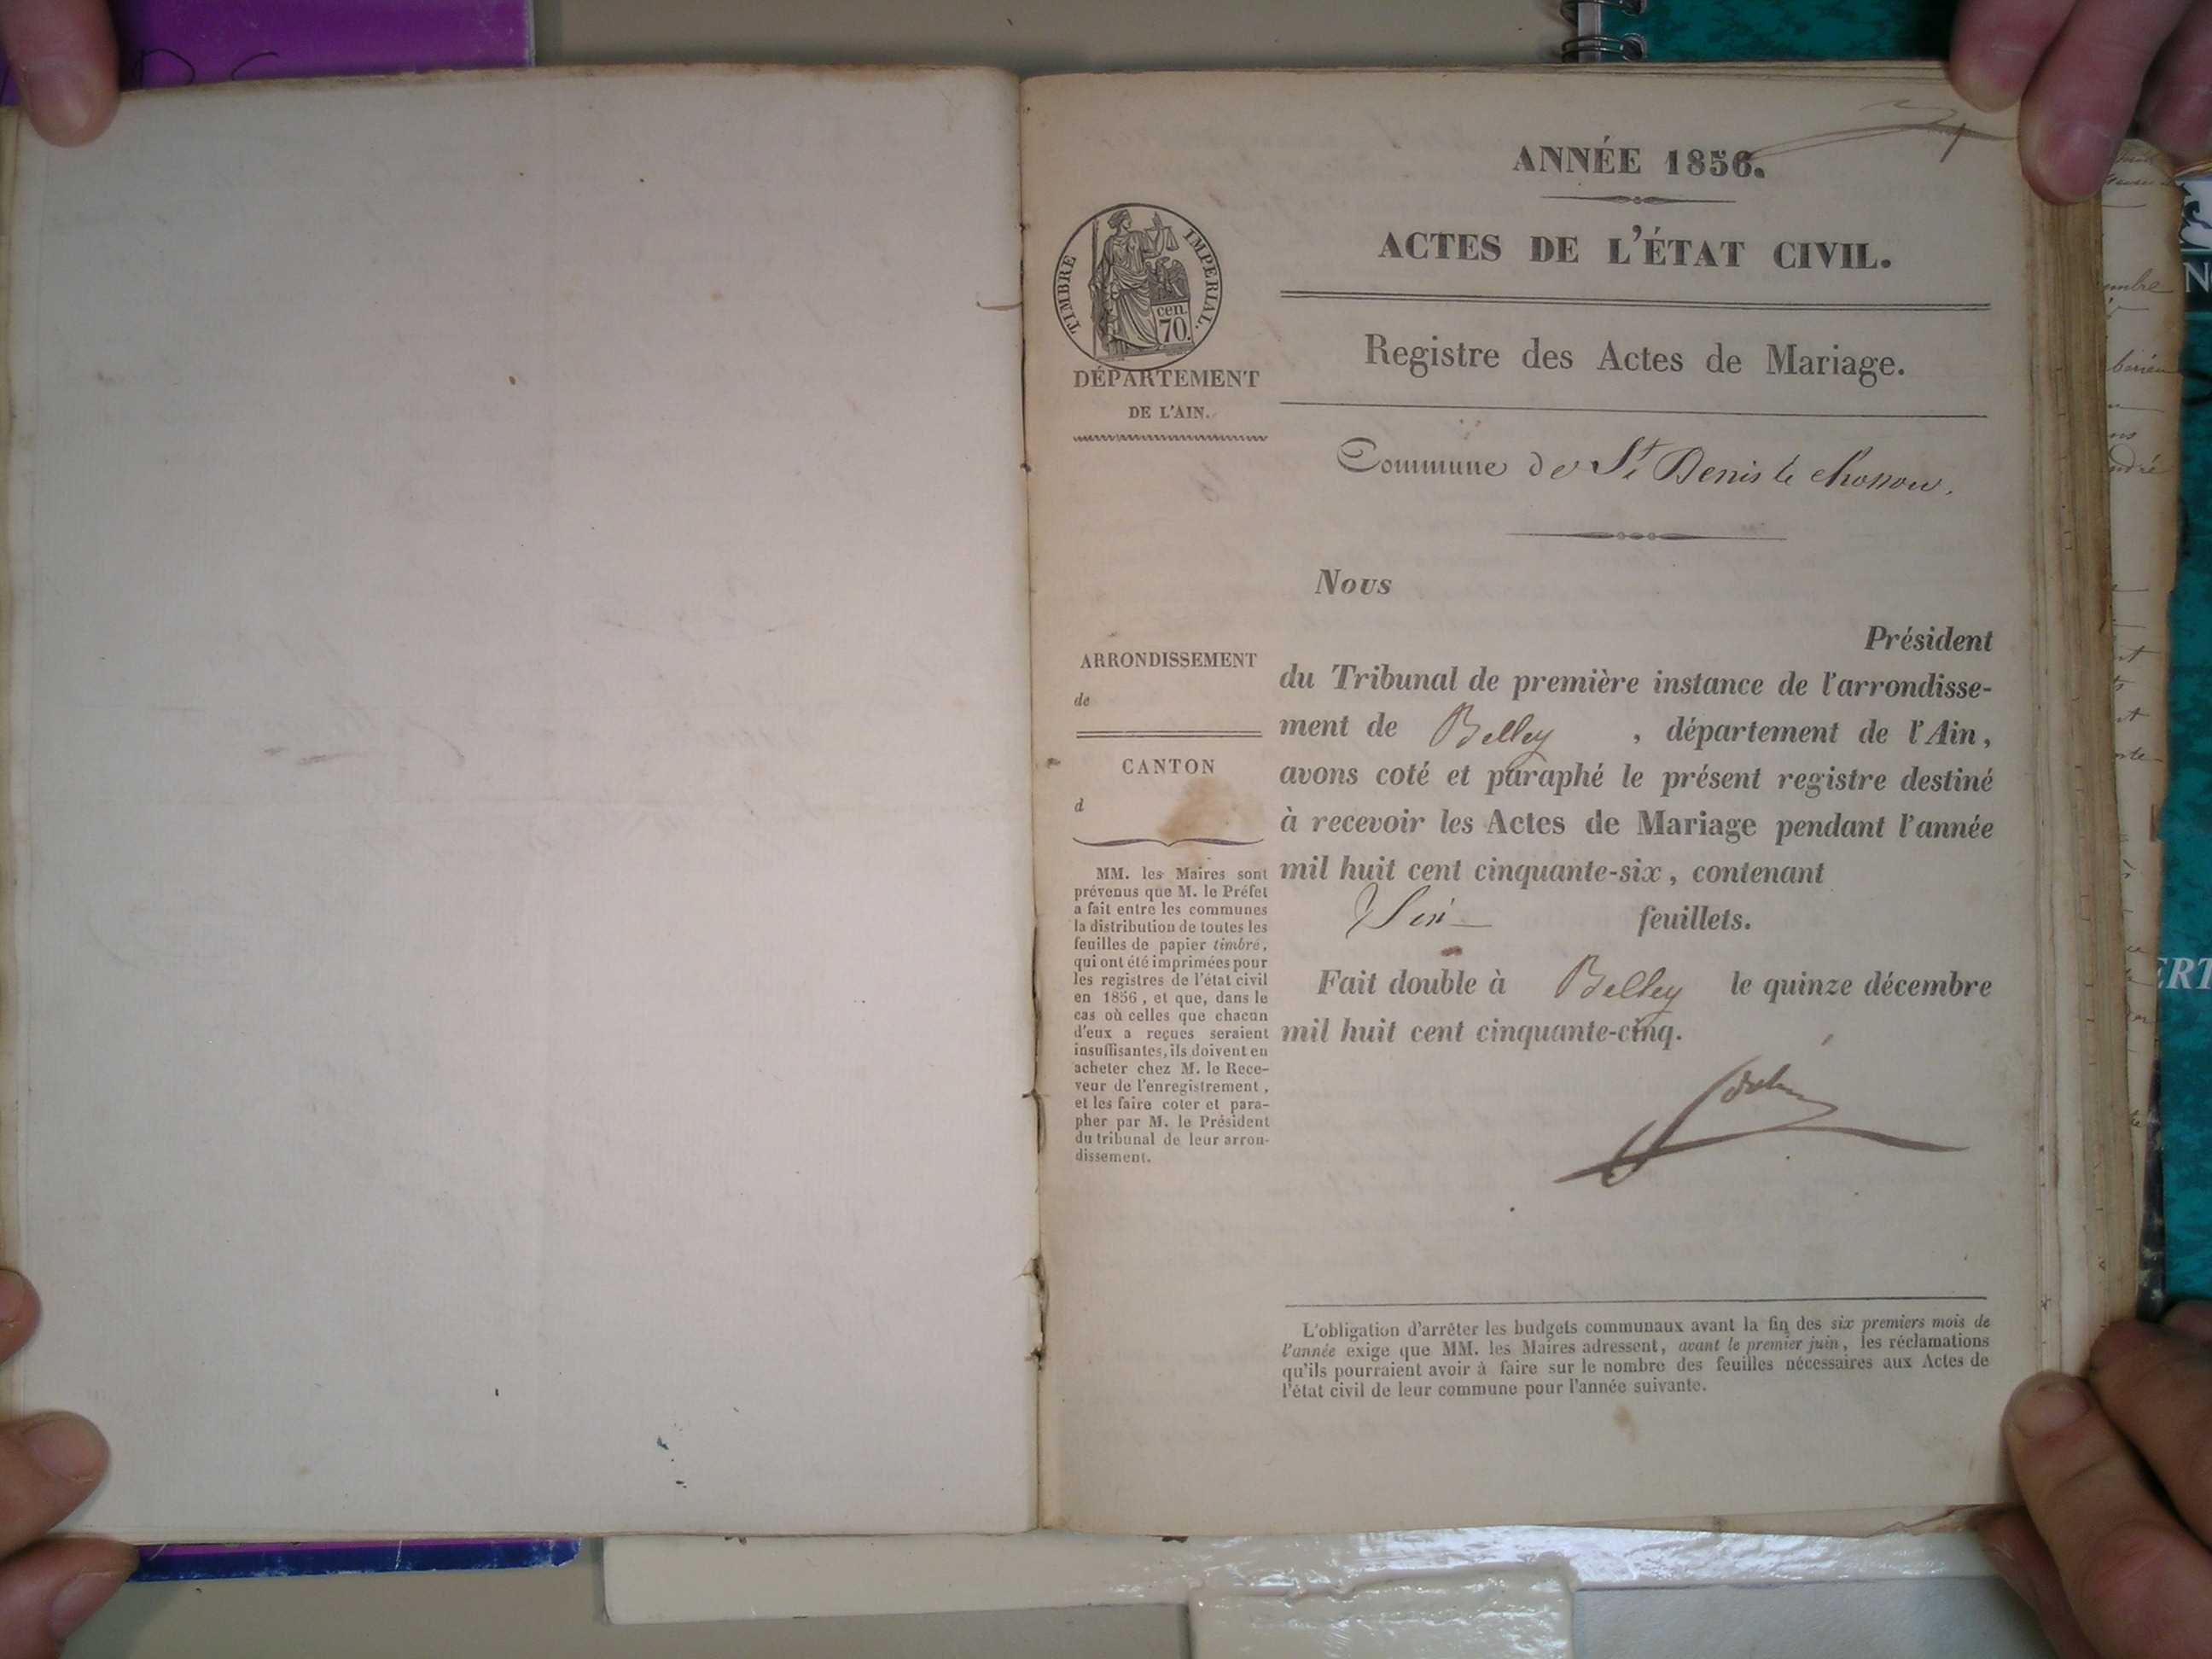 ANNÉE 1856.
ACTES DE L'ÉTAT CIVIL.
TIMBRE IMPERIAL.
cen.
70.
Registre des Actes de Mariage.
DÉPARTEMENT
DE L'AIN.
Commune de St Denis le chosson.
Nous
Président
du Tribunal de première instance de l'arrondisse-
ment de Belley , département de l'Ain,
avons coté et paraphé le présent registre destiné
à recevoir les Actes de Mariage pendant l'année
mil huit cent cinquante-six, contenant
Six feuillets.
Fait double à Belley le quinze décembre
mil huit cent cinquante-cinq.
ARRONDISSEMENT
de
CANTON
d
MM. les Maires sont
prévenus que M. le Préfet
a fait entre les communes
la distribution de toutes les
feuilles de papier timbré,
qui ont été imprimées pour
les registres de l'état civil
en 1856, et que, dans le
cas où celles que chacun
d'eux a reçues seraient
insuffisantes, ils doivent en
acheter chez M. le Rece-
veur de l'enregistrement,
et les faire coter et para-
pher par M. le Président
du tribunal de leur arron-
dissement.
L'obligation d'arrêter les budgets communaux avant la fin des six premiers mois de
l'année exige que MM. les Maires adressent, avant le premier juin, les réclamations
qu'ils pourraient avoir à faire sur le nombre des feuilles nécessaires aux Actes de
l'état civil de leur commune pour l'année suivante.